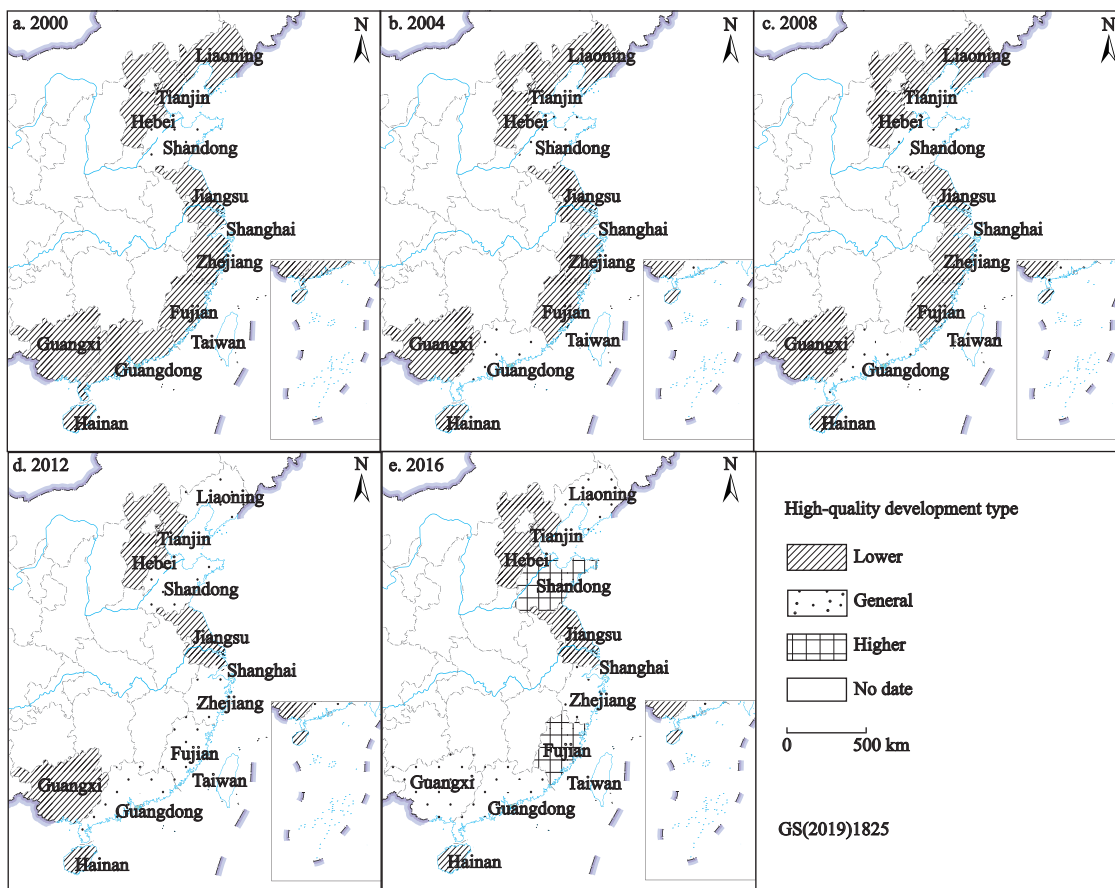 a. 2000
N
Liaoning
Tianjin
Hebei
Shandong
Jiangsu
Shanghai
Zhejiang
Fujian
Taiwan
Guangxi
Guangdong
Hainan
b. 2004
N
Liaoning
Tianjin
Hebei
Shandong
Jiangsu
Shanghai
Zhejiang
Fujian
Taiwan
Guangxi
Guangdong
Hainan
c. 2008
N
Liaoning
Tianjin
Hebei
Shandong
Jiangsu
Shanghai
Zhejiang
Fujian
Taiwan
Guangxi
Guangdong
Hainan
d. 2012
N
Liaoning
Tianjin
Hebei
Shandong
Jiangsu
Shanghai
Zhejiang
Fujian
Taiwan
Guangxi
Guangdong
Hainan
e. 2016
N
Liaoning
Tianjin
Hebei
Shandong
Jiangsu
Shanghai
Zhejiang
Fujian
Taiwan
Guangxi
Guangdong
Hainan
High-quality development type
Lower
General
Higher
No date
0 500 km
GS(2019)1825